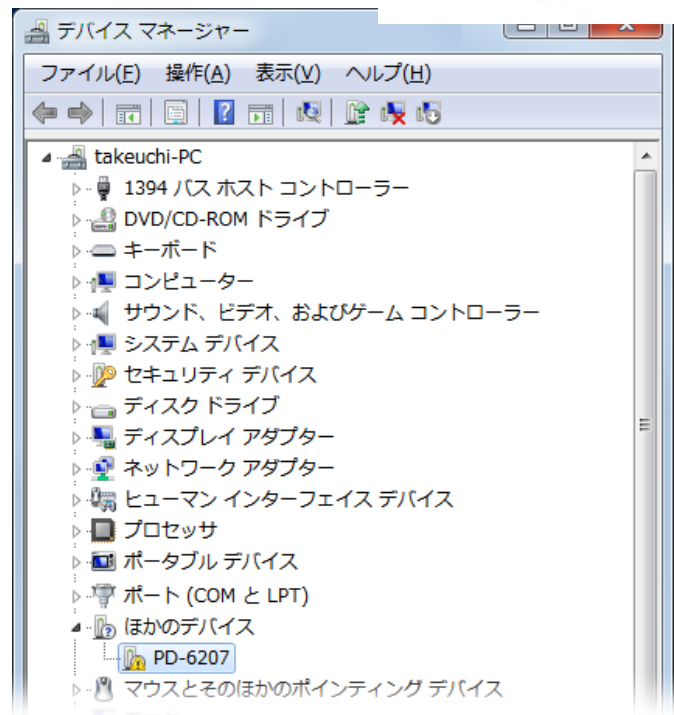 デバイス マネージャー
ファイル(F) 操作(A) 表示(V) ヘルプ(H)
takeuchi-PC
1394 バス ホスト コントローラー
DVD/CD-ROM ドライブ
キーボード
コンピューター
サウンド、ビデオ、およびゲーム コントローラー
システム デバイス
セキュリティ デバイス
ディスク ドライブ
ディスプレイ アダプター
ネットワーク アダプター
ヒューマン インターフェイス デバイス
プロセッサ
ポータブル デバイス
ポート (COM と LPT)
ほかのデバイス
PD-6207
マウスとそのほかのポインティング デバイス